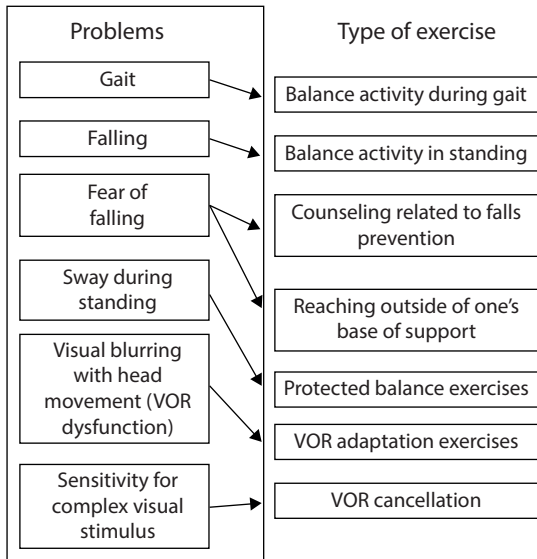 Problems
Gait
Falling
Fear of
falling
Sway during
standing
Visual blurring
with head
movement (VOR
dysfunction)
Sensitivity for
complex visual
stimulus
Type of exercise
Balance activity during gait
Balance activity in standing
Counseling related to falls
prevention
Reaching outside of one’s
base of support
Protected balance exercises
VOR adaptation exercises
VOR cancellation